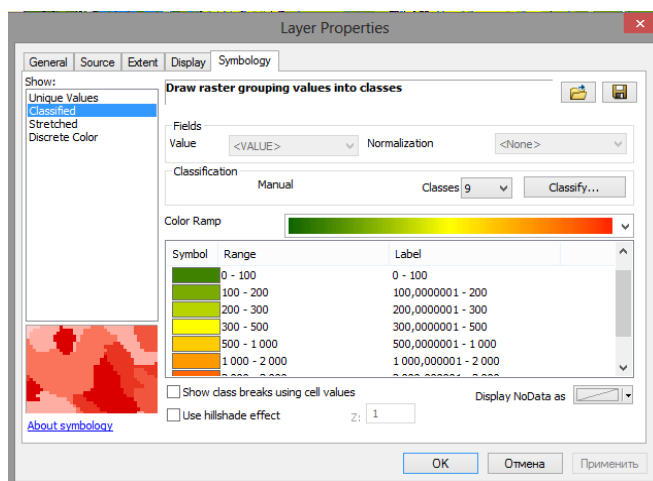 Layer Properties
General Source Extent Display Symbology
Show:
Unique Values
Classified
Stretched
Discrete Color
Draw raster grouping values into classes
Fields
Value <VALUE> Normalization <None>
Classification
Manual Classes 9 Classify...
Color Ramp
Symbol Range Label
0 - 100 0 - 100
100 - 200 100,0000001 - 200
200 - 300 200,0000001 - 300
300 - 500 300,0000001 - 500
500 - 1 000 500,0000001 - 1 000
1 000 - 2 000 1 000,000001 - 2 000
Show class breaks using cell values Display NoData as
Use hillshade effect Z: 1
About symbology
OK Отмена Применить